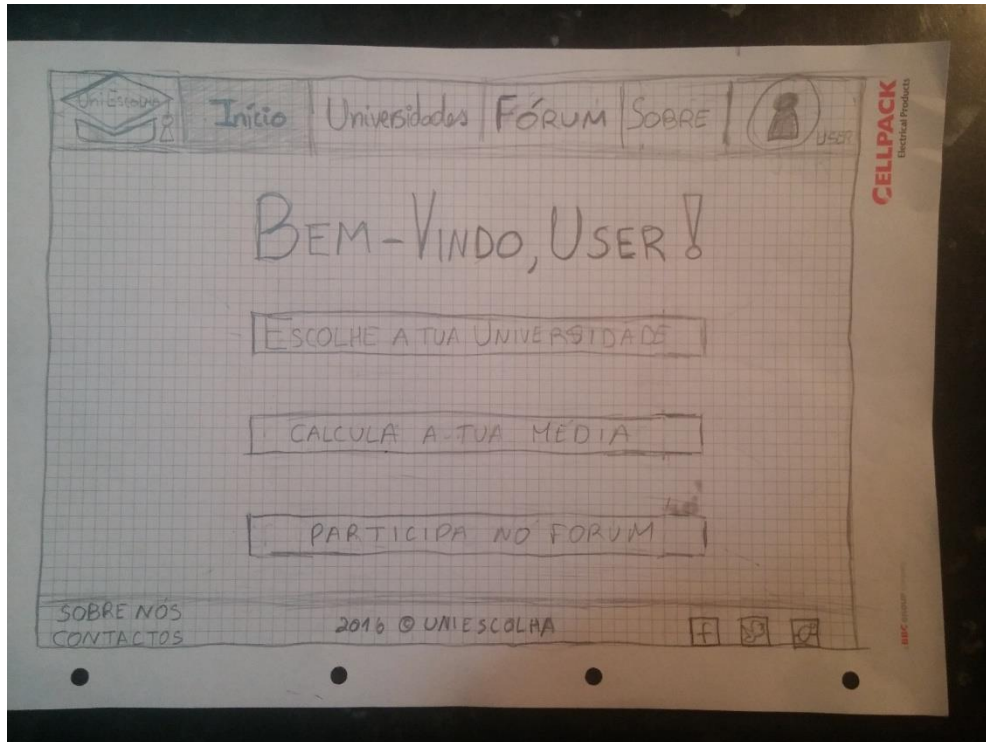 UniEscolha
Início Universidades FÓRUM SOBRE USER
BEM-VINDO, USER!
ESCOLHE A TUA UNIVERSIDADE
CALCULA A TUA MÉDIA
PARTICIPA NO FORUM
SOBRE NÓS
CONTACTOS
2016 © UNIESCOLHA
f
CELLPACK
Electrical Products